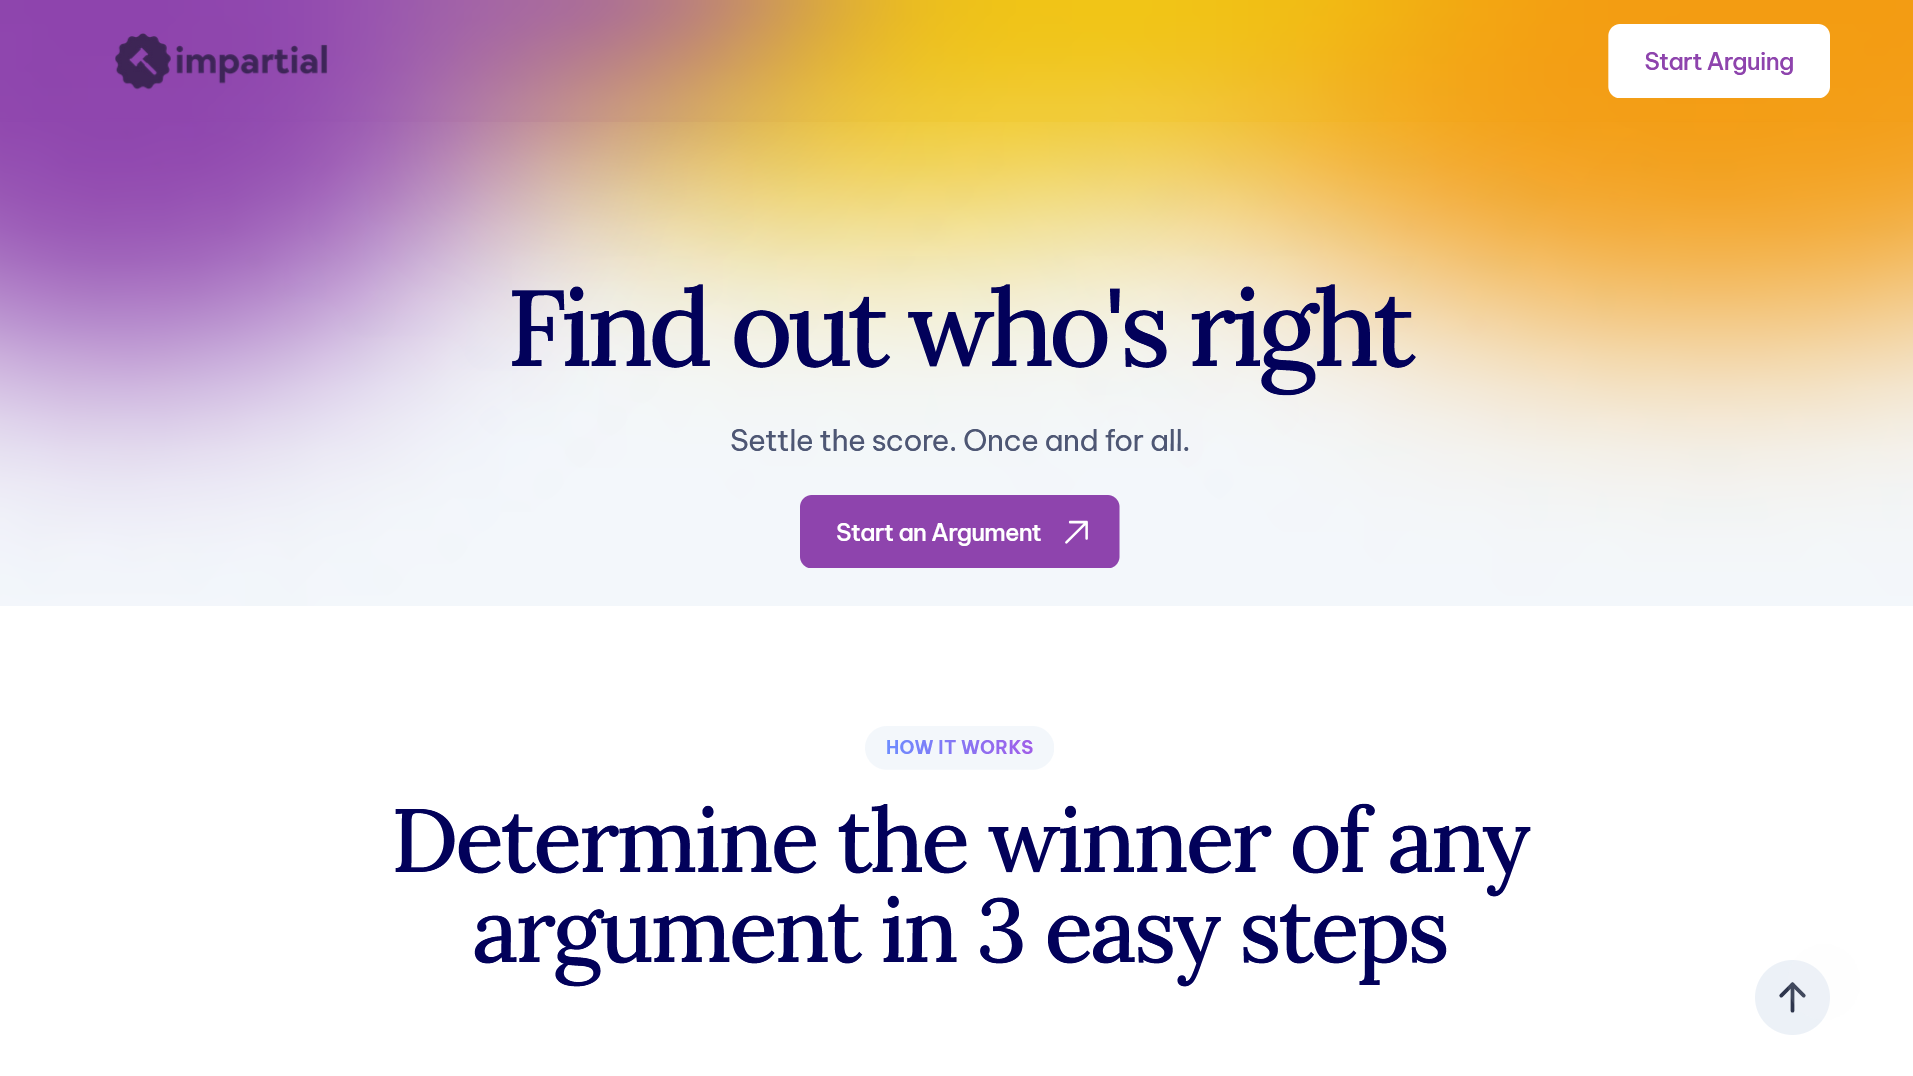 impartial
Start Arguing
Find out who's right
Settle the score. Once and for all.
Start an Argument
HOW IT WORKS
Determine the winner of any
argument in 3 easy steps